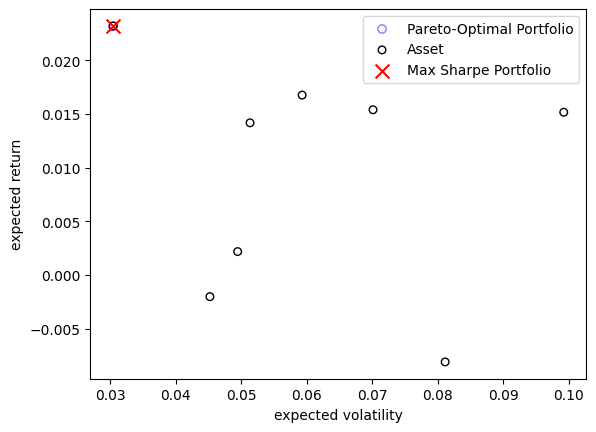 Pareto-Optimal Portfolio
Asset
Max Sharpe Portfolio
expected return
0.020
0.015
0.010
0.005
0.000
−0.005
0.03 0.04 0.05 0.06 0.07 0.08 0.09 0.10
expected volatility